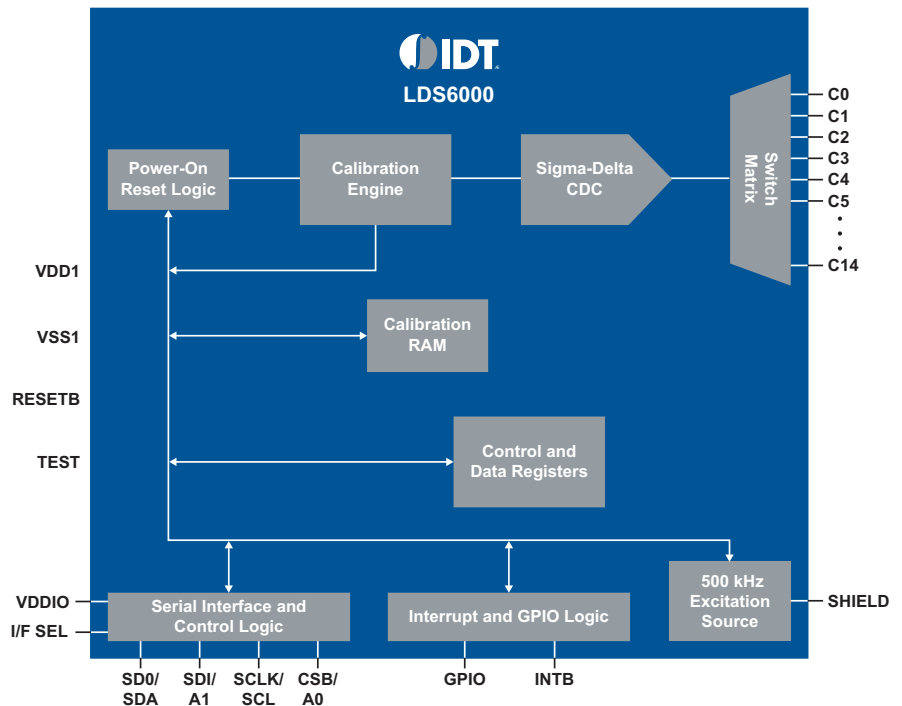 IDT
LDS6000
Power-On
Reset Logic
Calibration
Engine
Sigma-Delta
CDC
Switch
Matrix
C0
C1
C2
C3
C4
C5
C14
VDD1
VSS1
RESETB
TEST
Calibration
RAM
Control and
Data Registers
VDDIO
I/F SEL
Serial Interface and
Control Logic
Interrupt and GPIO Logic
500 kHz
Excitation
Source
SHIELD
SD0/
SDA
SDI/
A1
SCLK/
SCL
CSB/
A0
GPIO
INTB